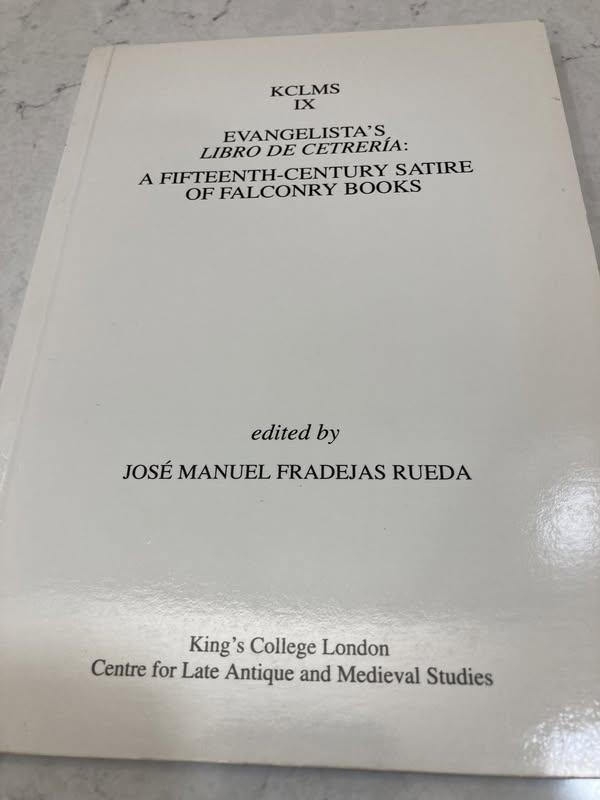 KCLMS
IX
EVANGELISTA'S
LIBRO DE CETRERÍA:
A FIFTEENTH-CENTURY SATIRE
OF FALCONRY BOOKS
edited by
JOSÉ MANUEL FRADEJAS RUEDA
King's College London
Centre for Late Antique and Medieval Studies